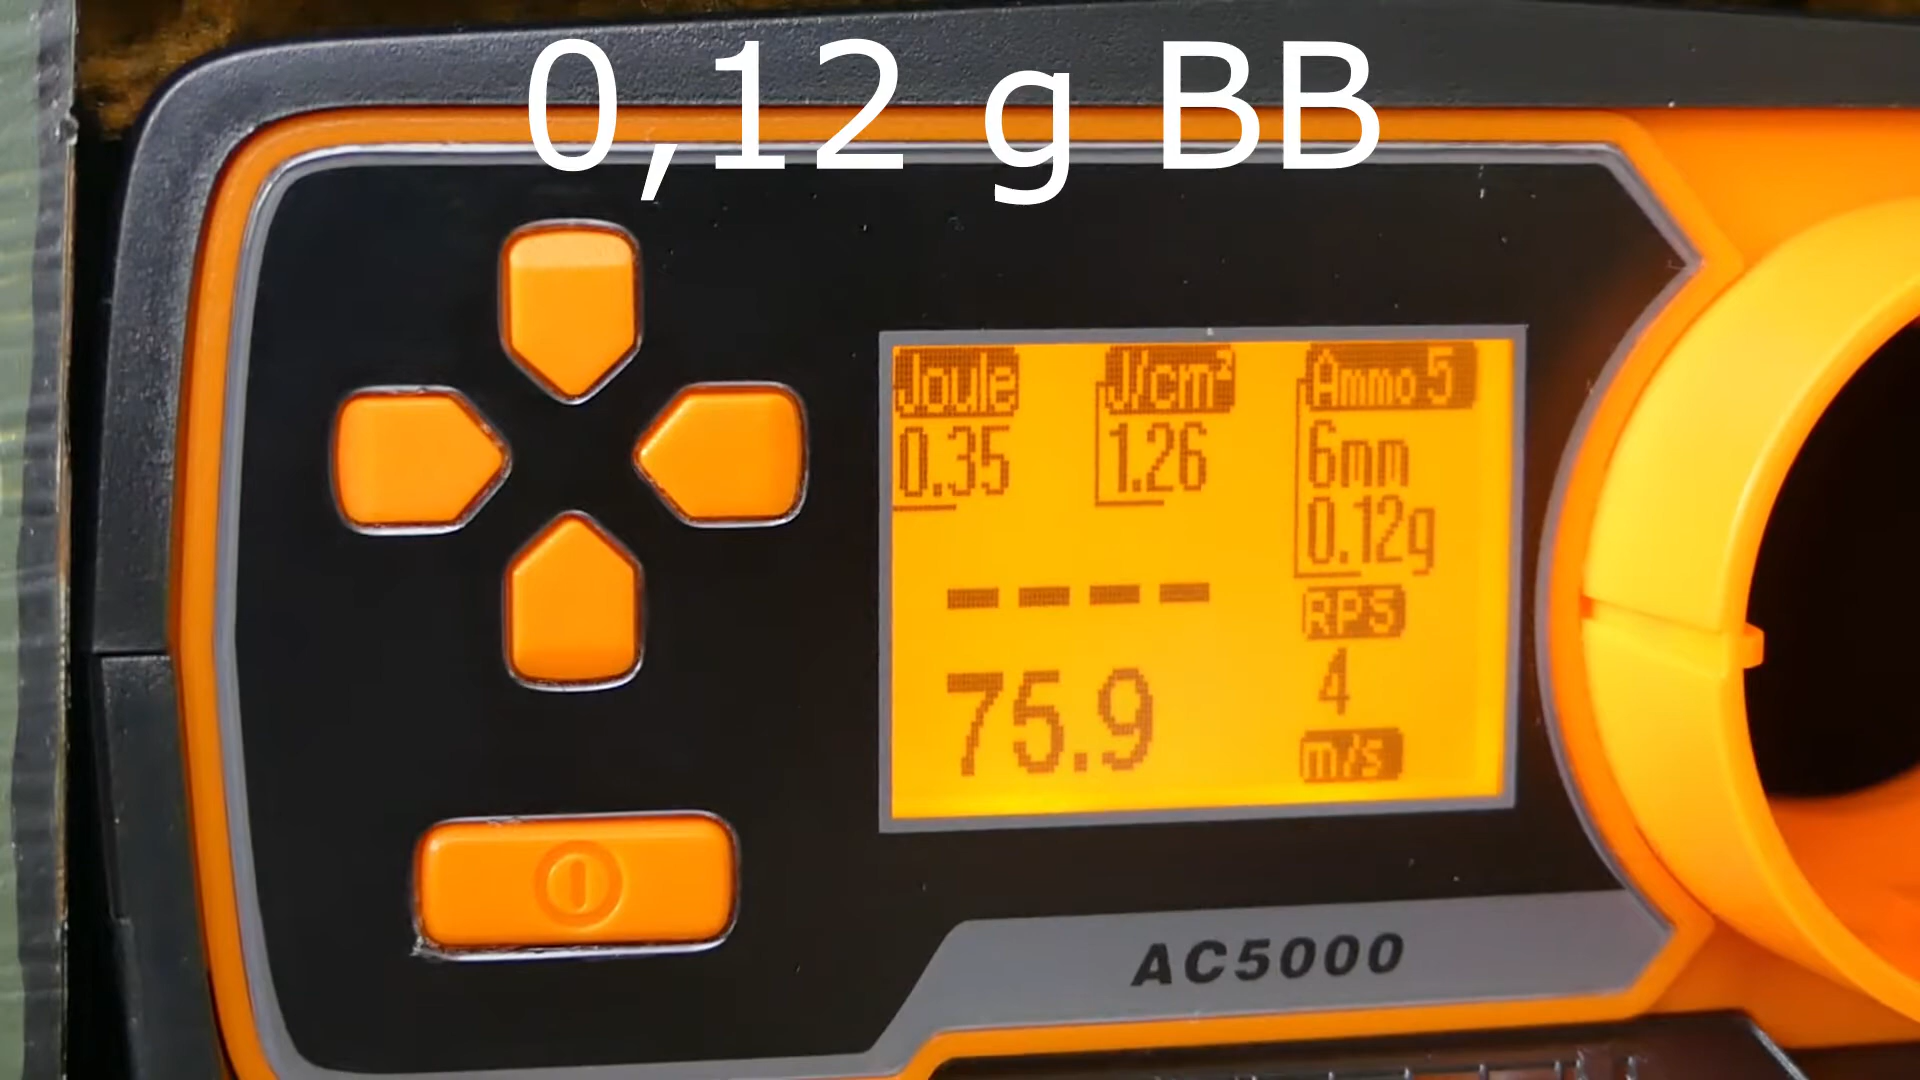 0,12 g BB
Joule
0.35
J/cm²
1.26
Ammo 5
6mm
0.12g
----
75.9
RPS
4
m/s
AC5000